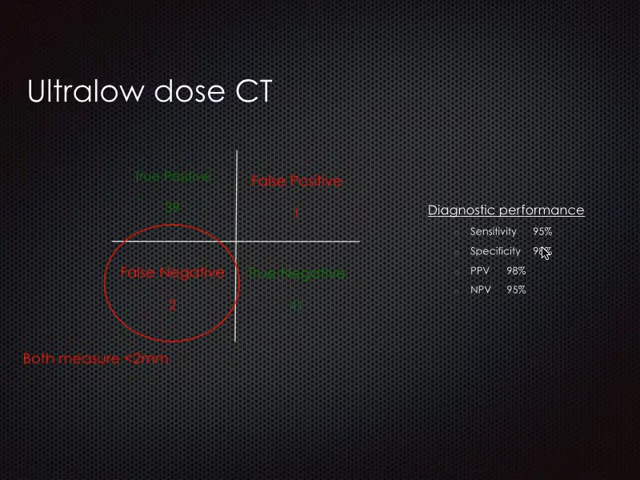 Ultralow dose CT
True Positive
False Positive
39
1
Diagnostic performance
Sensitivity 95%
Specificity
PPV 98%
NPV 95%
False Negative
True Negative
2
Both measure <2mm